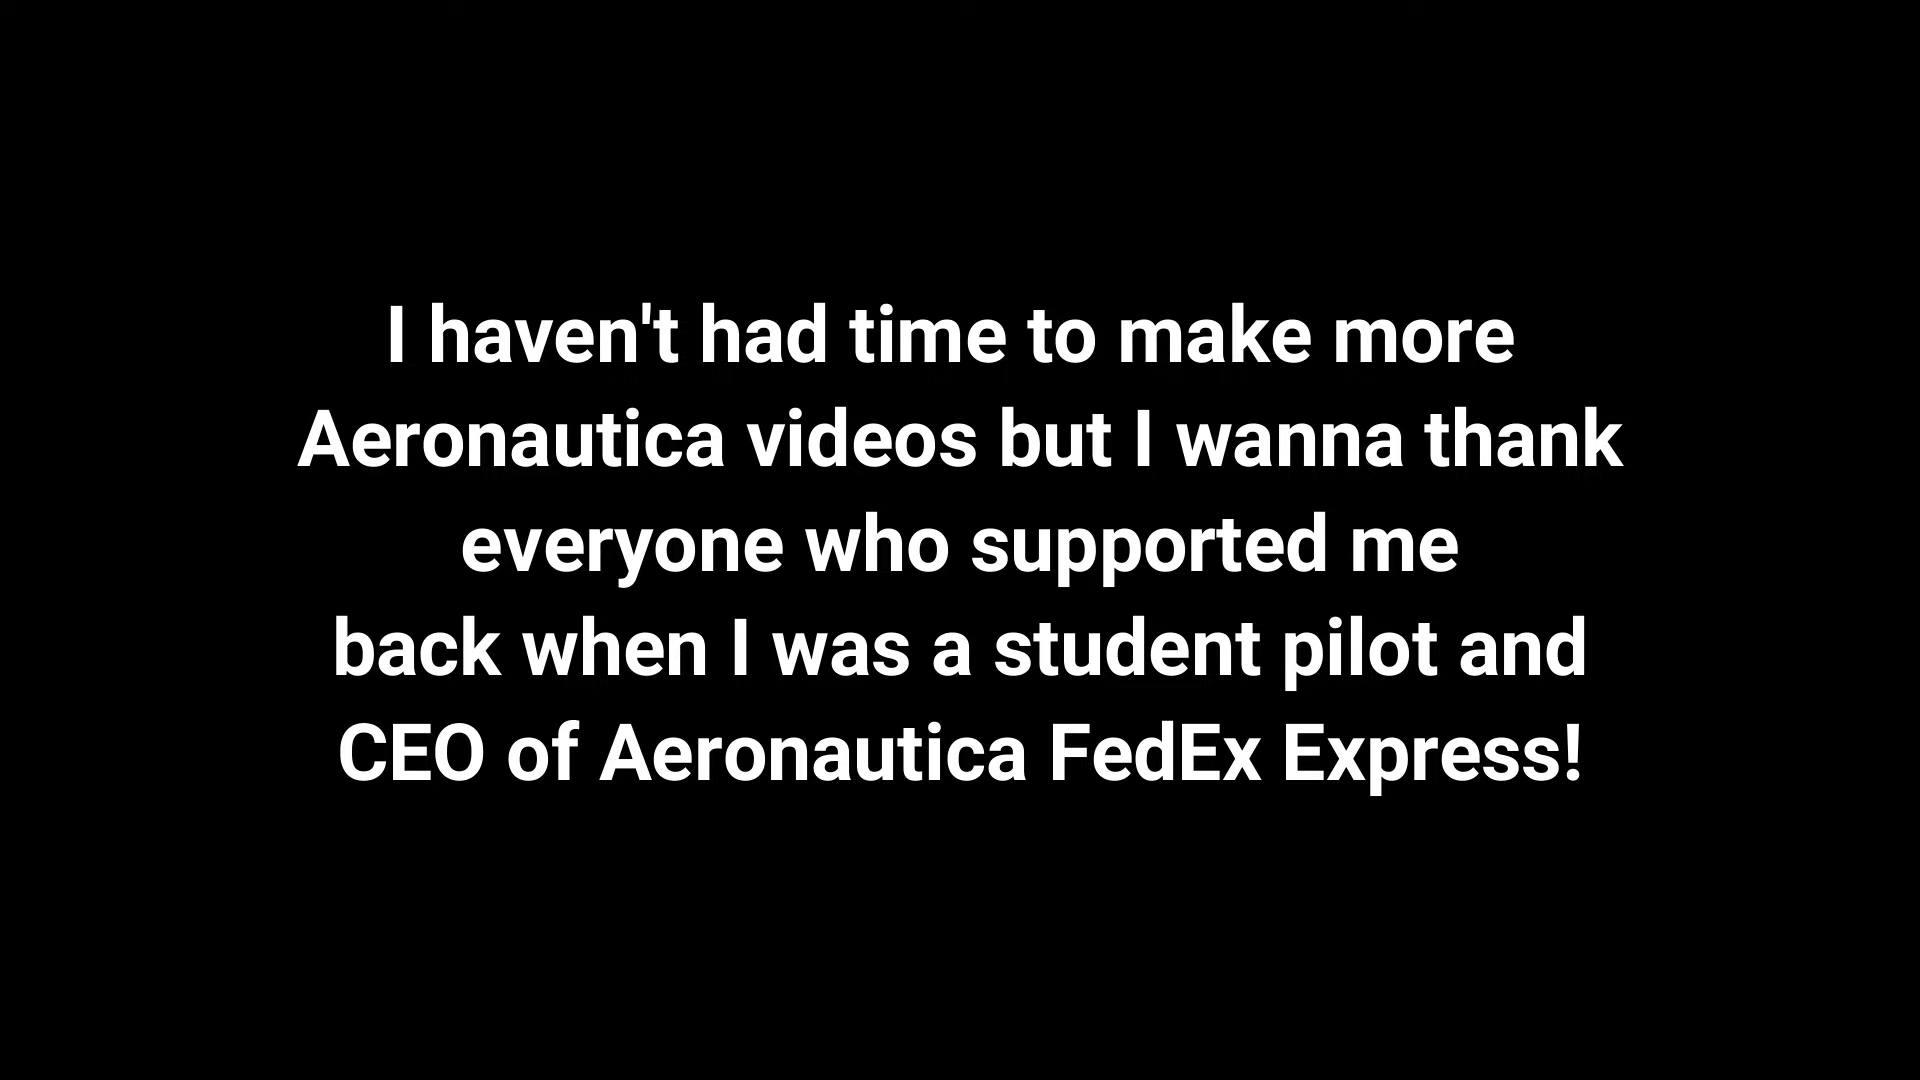 I haven't had time to make more
Aeronautica videos but I wanna thank
everyone who supported me
back when I was a student pilot and
CEO of Aeronautica FedEx Express!